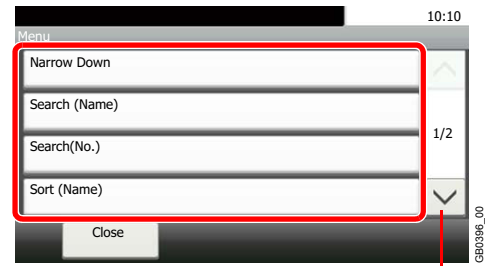 10:10
Menu
Narrow Down
Search (Name)
Search(No.)
1/2
Sort (Name)
Close
GB0396_00